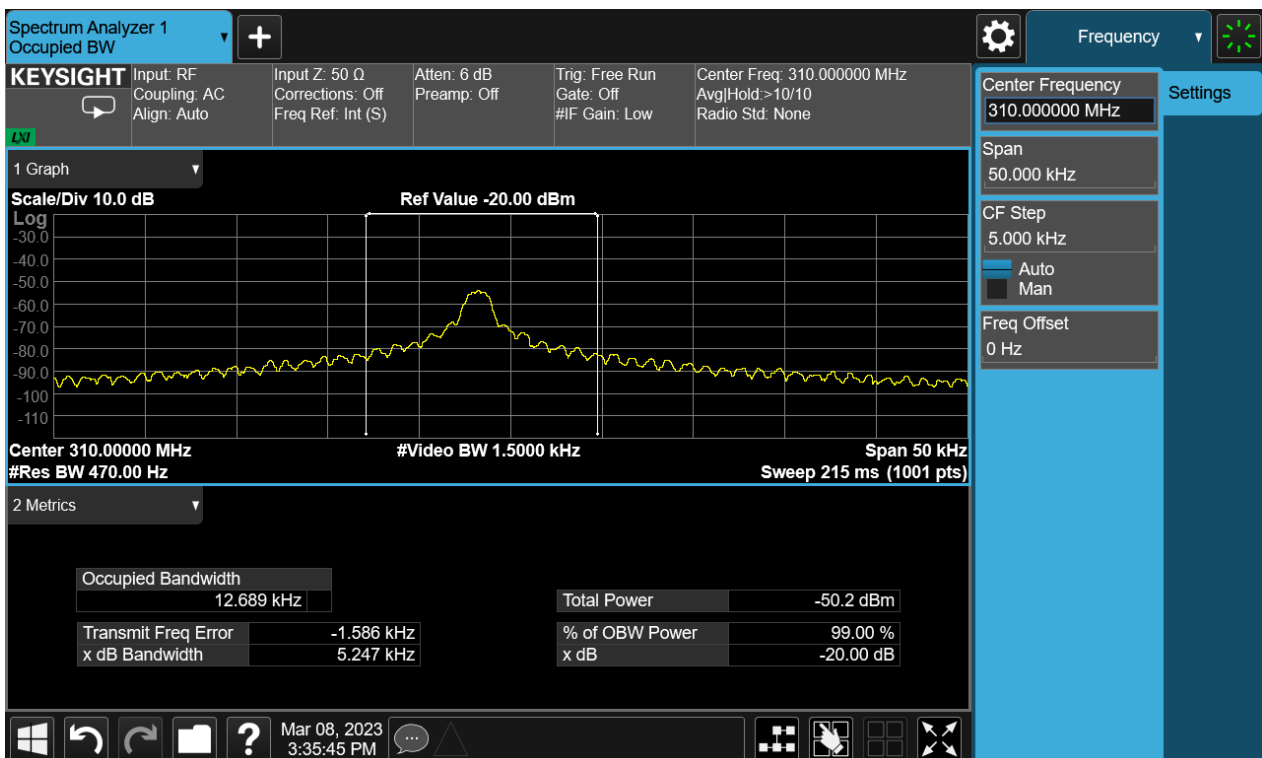 Spectrum Analyzer 1
Occupied BW
+
Frequency
KEYSIGHT
LXI
Input: RF
Coupling: AC
Align: Auto
Input Z: 50 Ω
Corrections: Off
Freq Ref: Int (S)
Atten: 6 dB
Preamp: Off
Trig: Free Run
Gate: Off
#IF Gain: Low
Center Freq: 310.000000 MHz
Avg|Hold:>10/10
Radio Std: None
1 Graph
Scale/Div 10.0 dB
Ref Value -20.00 dBm
Log
-30.0
-40.0
-50.0
-60.0
-70.0
-80.0
-90.0
-100
-110
Center 310.00000 MHz
#Video BW 1.5000 kHz
Span 50 kHz
#Res BW 470.00 Hz
Sweep 215 ms (1001 pts)
2 Metrics
Occupied Bandwidth
12.689 kHz
Total Power -50.2 dBm
Transmit Freq Error -1.586 kHz
% of OBW Power 99.00 %
x dB Bandwidth 5.247 kHz
x dB -20.00 dB
Center Frequency
310.000000 MHz
Settings
Span
50.000 kHz
CF Step
5.000 kHz
Auto
Man
Freq Offset
0 Hz
?
Mar 08, 2023
3:35:45 PM